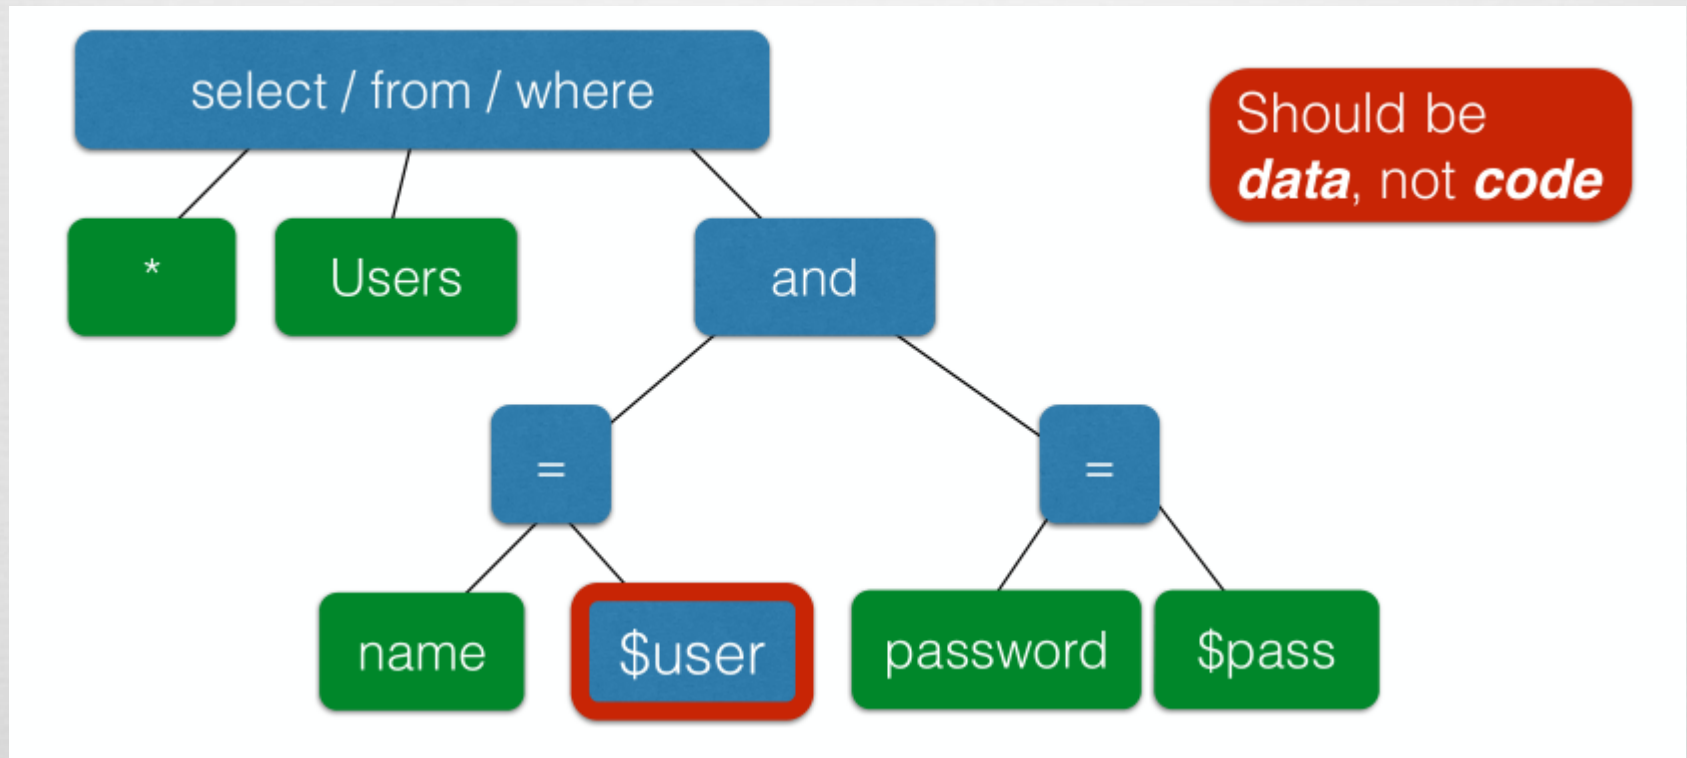 select / from / where
Should be
data, not code
*
Users
and
=
=
name
$user
password
$pass